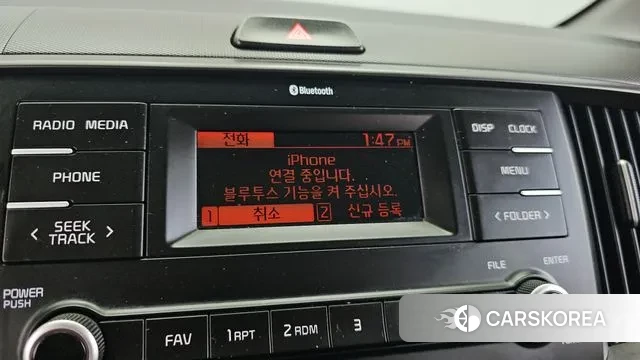 Bluetooth
RADIO MEDIA
DISP CLOCK
전화 1:47 PM
iPhone
연결 중입니다.
블루투스 기능을 켜 주십시오.
1 취소 2 신규 등록
PHONE
MENU
< SEEK TRACK >
< FOLDER >
FILE
ENTER
POWER
PUSH
FAV
1 RPT
2 RDM
3
CARSKOREA